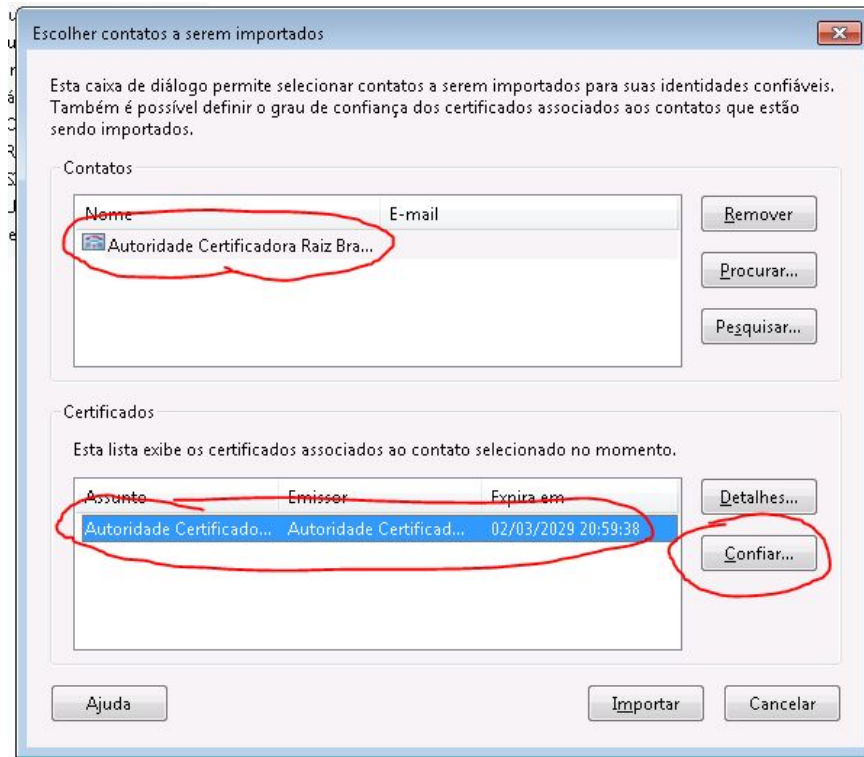 Escolher contatos a serem importados
Esta caixa de diálogo permite selecionar contatos a serem importados para suas identidades confiáveis.
Também é possível definir o grau de confiança dos certificados associados aos contatos que estão
sendo importados.
Contatos
Nome E-mail
Autoridade Certificadora Raiz Bra...
Remover
Procurar...
Pesquisar...
Certificados
Esta lista exibe os certificados associados ao contato selecionado no momento.
Assunto Emissor Expira em
Autoridade Certificado... Autoridade Certificad... 02/03/2029 20:59:38
Detalhes...
Confiar...
Ajuda Importar Cancelar